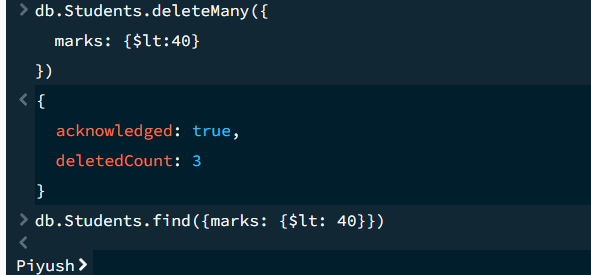 > db.Students.deleteMany({
marks: {$lt:40}
})
< {
acknowledged: true,
deletedCount: 3
}
> db.Students.find({marks: {$lt: 40}})
<
Piyush>